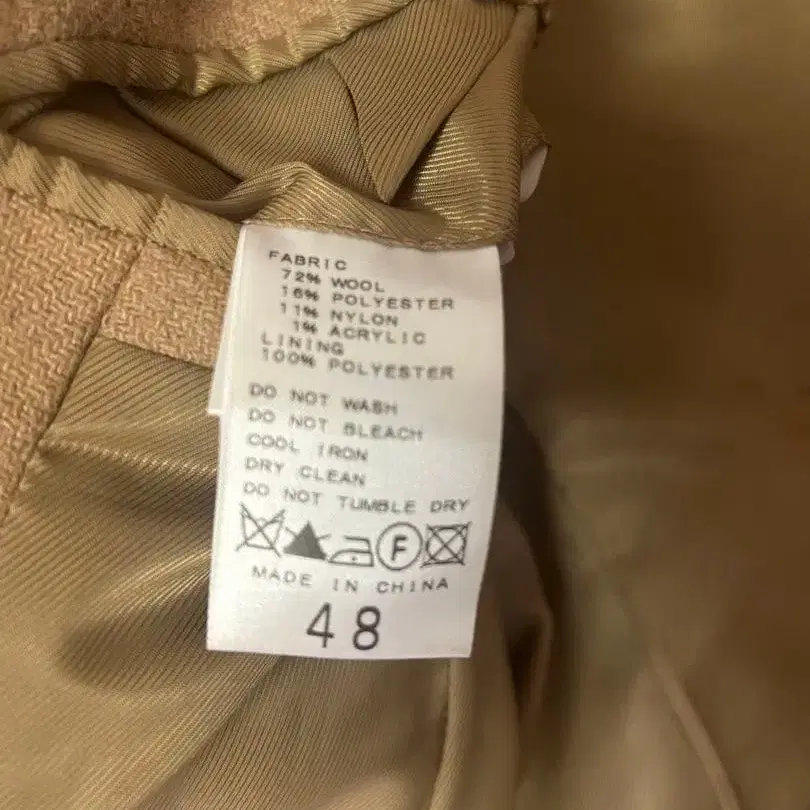 FABRIC
72% WOOL
16% POLYESTER
11% NYLON
1% ACRYLIC
LINING
100% POLYESTER
DO NOT WASH
DO NOT BLEACH
COOL IRON
DRY CLEAN
DO NOT TUMBLE DRY
F
MADE IN CHINA
48